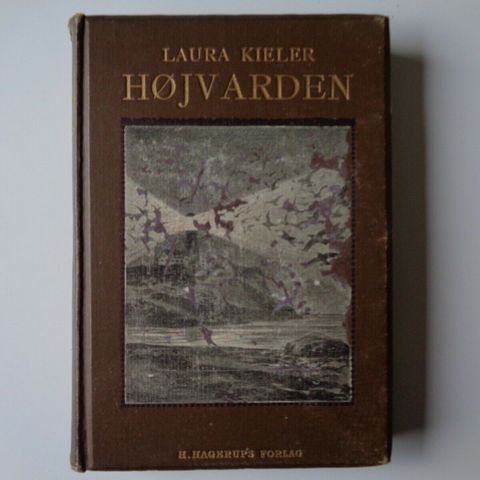 LAURA KIELER
HØJVARDEN
H. HAGERUP'S FORLAG